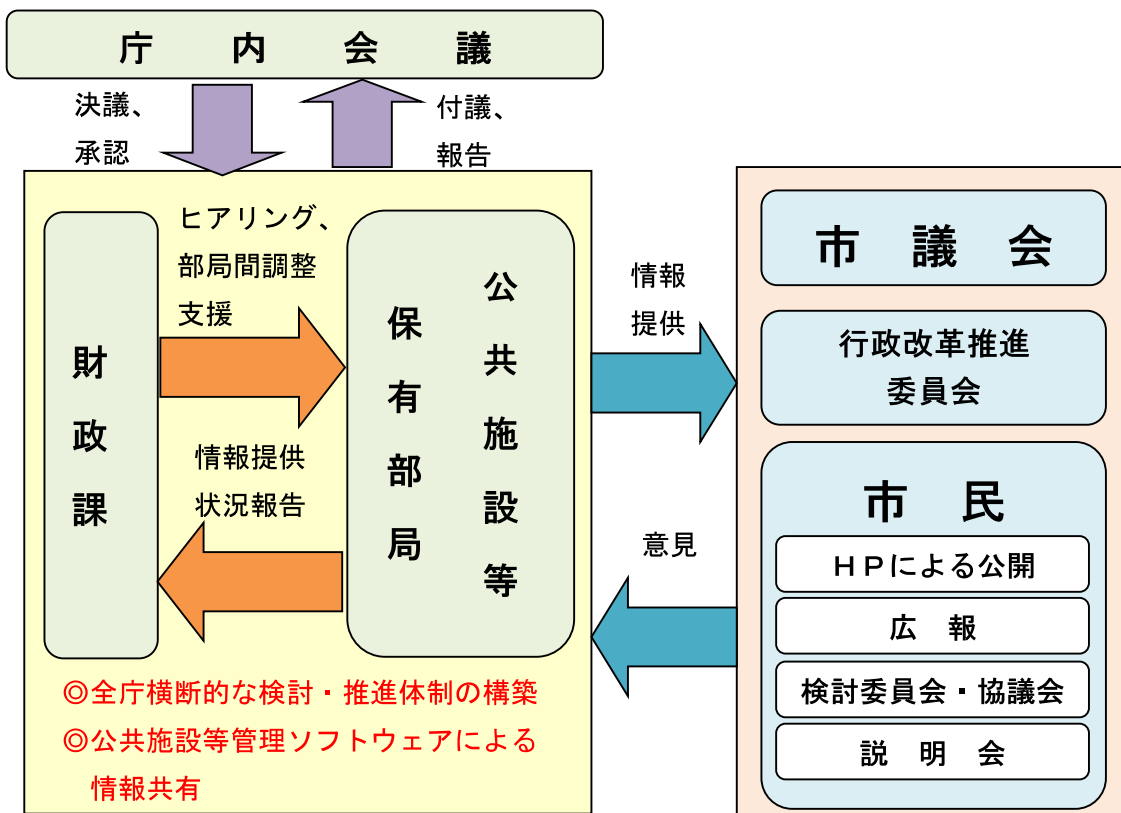 庁内会議
決議、
承認
付議、
報告
ヒアリング、
部局間調整
支援
財政課
公共施設等
保有部局
情報提供
状況報告
◎全庁横断的な検討・推進体制の構築
◎公共施設等管理ソフトウェアによる
情報共有
情報
提供
意見
市議会
行政改革推進
委員会
市民
ＨＰによる公開
広報
検討委員会・協議会
説明会